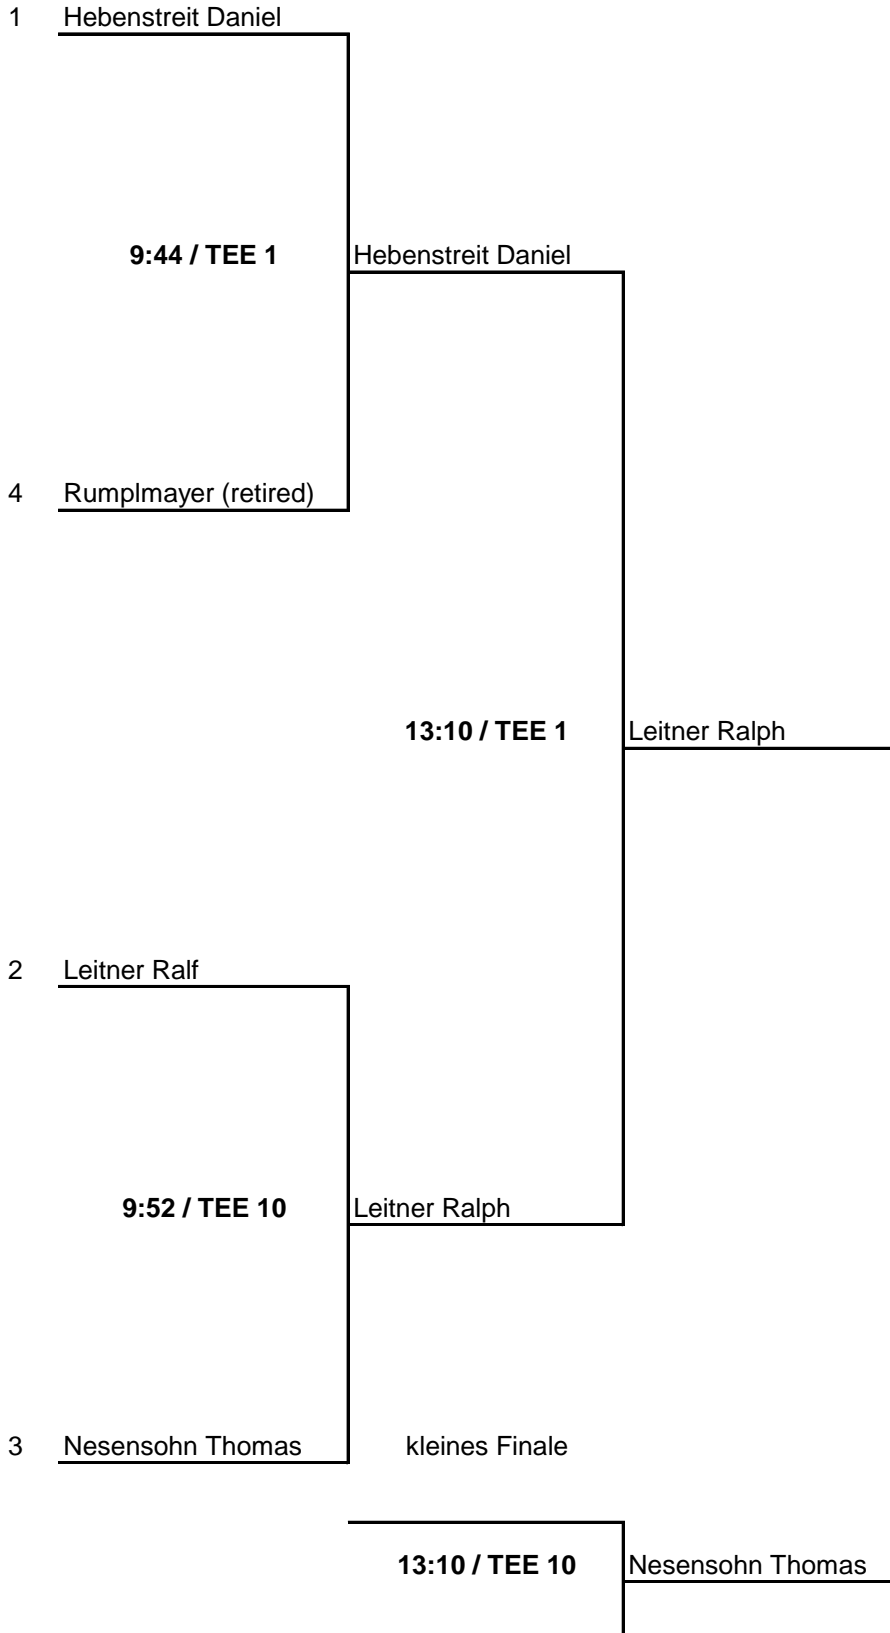 1 Hebenstreit Daniel
9:44 / TEE 1 Hebenstreit Daniel
4 Rumplmayer (retired)
13:10 / TEE 1 Leitner Ralph
2 Leitner Ralf
9:52 / TEE 10 Leitner Ralph
3 Nesensohn Thomas kleines Finale
13:10 / TEE 10 Nesensohn Thomas